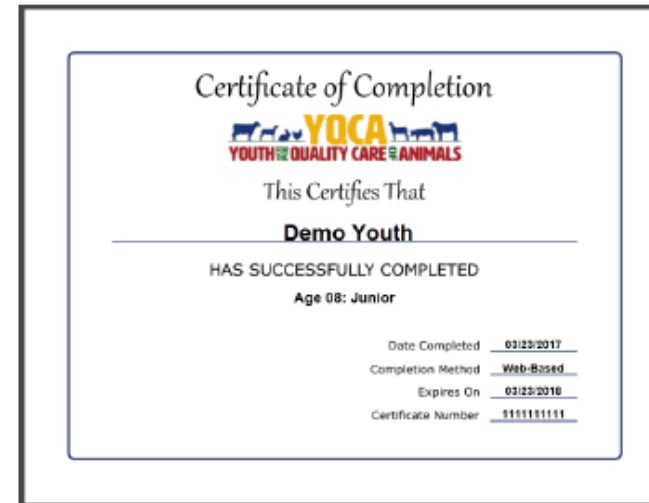 Certificate of Completion
YQCA
YOUTH FOR THE QUALITY CARE OF ANIMALS
This Certifies That
Demo Youth
HAS SUCCESSFULLY COMPLETED
Age 08: Junior
Date Completed 03/23/2017
Completion Method Web-Based
Expires On 03/23/2018
Certificate Number 1111111111